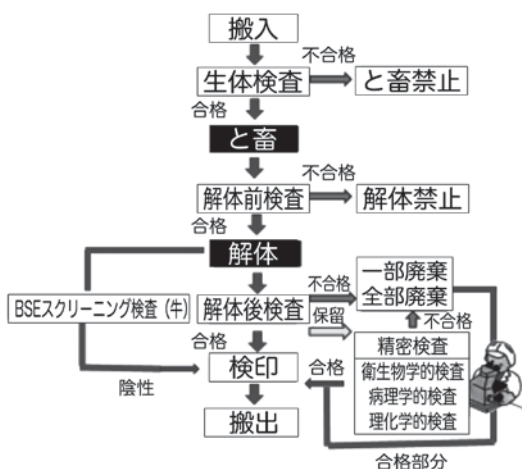 搬入
不合格
生体検査
と畜禁止
合格
と畜
不合格
解体前検査
解体禁止
合格
解体
一部廃棄
全部廃棄
不合格
BSEスクリーニング検査（牛）
解体後検査
保留
不合格
合格
精密検査
検印
合格
衛生物学的検査
陰性
病理学的検査
搬出
理化学的検査
合格部分